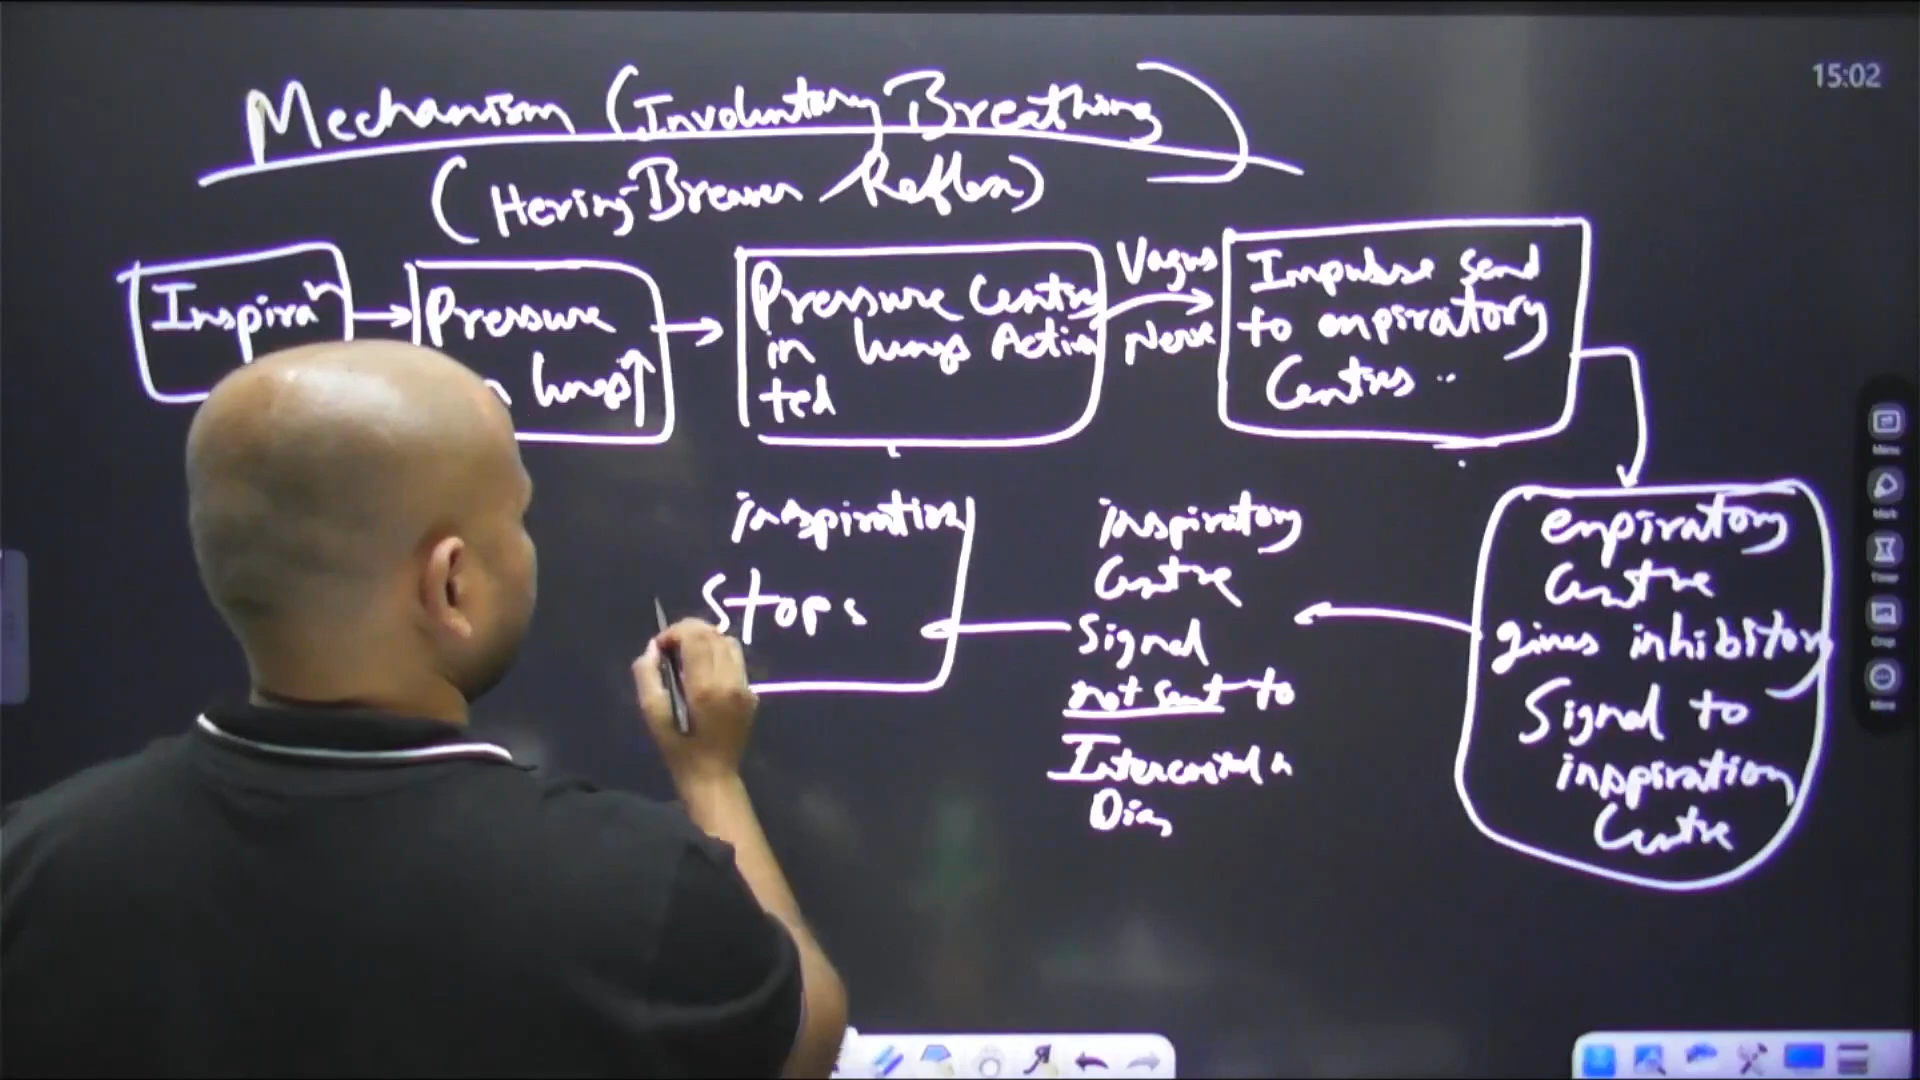 15:02
Mechanism (Involuntary Breathing)
(Hering-Breuer Reflex)
Inspiraⁿ
Pressure
lungs↑
Pressure Centre
in lungs Activa
ted
Vagus
Nerve
Impulse send
to expiratory
Centres ..
expiratory
Centre
gives inhibitory
Signal to
inspiration
Centre
inspiratory
Centre
Signal
not sent to
Intercostal n
Dia
inspiration
Stops